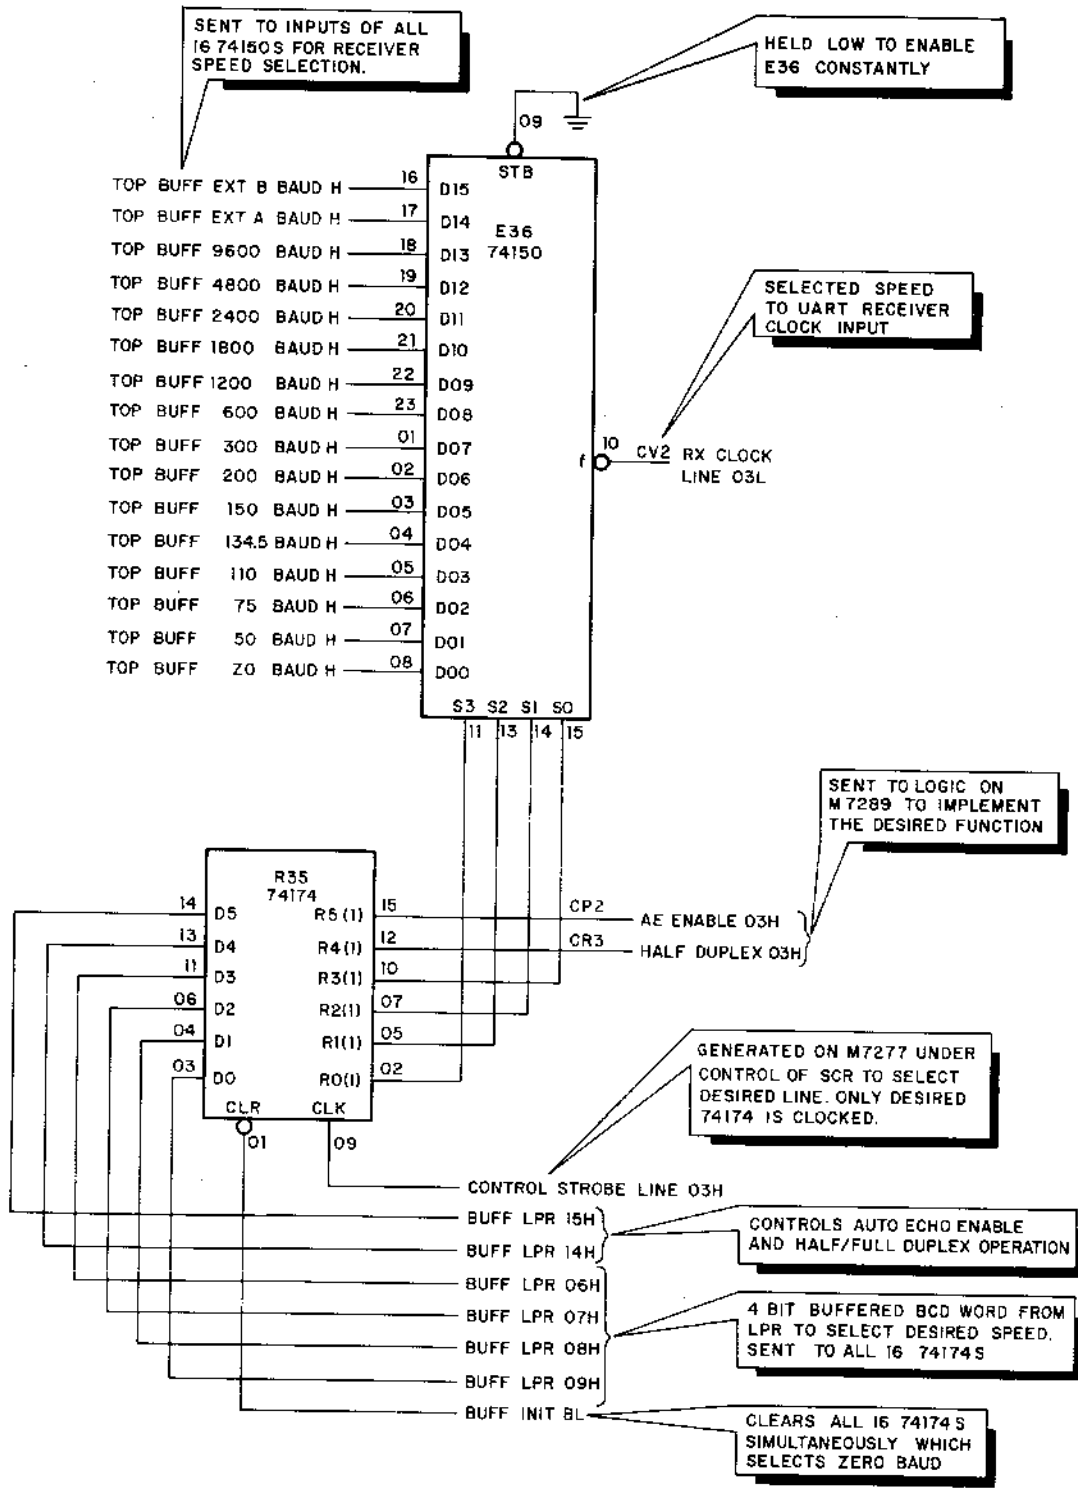 SENT TO INPUTS OF ALL
16 74150S FOR RECEIVER
SPEED SELECTION.
HELD LOW TO ENABLE
E36 CONSTANTLY
09
STB
E36
74150
TOP BUFF EXT B BAUD H 16 D15
TOP BUFF EXT A BAUD H 17 D14
TOP BUFF 9600 BAUD H 18 D13
TOP BUFF 4800 BAUD H 19 D12
TOP BUFF 2400 BAUD H 20 D11
TOP BUFF 1800 BAUD H 21 D10
TOP BUFF 1200 BAUD H 22 D09
TOP BUFF 600 BAUD H 23 D08
TOP BUFF 300 BAUD H 01 D07
TOP BUFF 200 BAUD H 02 D06
TOP BUFF 150 BAUD H 03 D05
TOP BUFF 134.5 BAUD H 04 D04
TOP BUFF 110 BAUD H 05 D03
TOP BUFF 75 BAUD H 06 D02
TOP BUFF 50 BAUD H 07 D01
TOP BUFF Z0 BAUD H 08 D00
SELECTED SPEED
TO UART RECEIVER
CLOCK INPUT
f 10 CV2 RX CLOCK
LINE 03L
S3 S2 S1 S0
11 13 14 15
SENT TO LOGIC ON
M7289 TO IMPLEMENT
THE DESIRED FUNCTION
R35
74174
14 D5 R5(1) 15 CP2 AE ENABLE 03H
13 D4 R4(1) 12 CR3 HALF DUPLEX 03H
11 D3 R3(1) 10
06 D2 R2(1) 07
04 D1 R1(1) 05
03 D0 R0(1) 02
CLR CLK
01 09
GENERATED ON M7277 UNDER
CONTROL OF SCR TO SELECT
DESIRED LINE. ONLY DESIRED
74174 IS CLOCKED.
CONTROL STROBE LINE 03H
BUFF LPR 15H
BUFF LPR 14H
CONTROLS AUTO ECHO ENABLE
AND HALF/FULL DUPLEX OPERATION
BUFF LPR 06H
BUFF LPR 07H
BUFF LPR 08H
BUFF LPR 09H
4 BIT BUFFERED BCD WORD FROM
LPR TO SELECT DESIRED SPEED.
SENT TO ALL 16 74174S
BUFF INIT BL
CLEARS ALL 16 74174S
SIMULTANEOUSLY WHICH
SELECTS ZERO BAUD